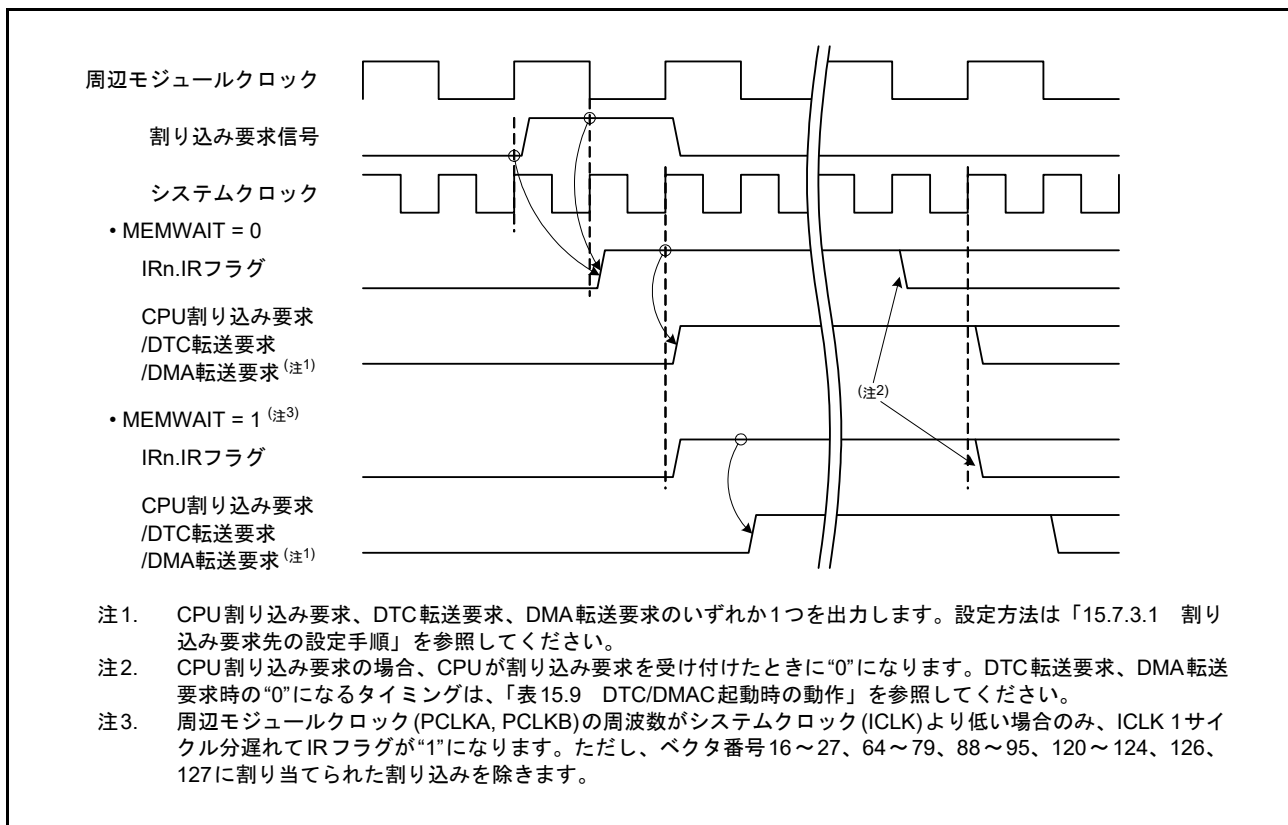 周辺モジュールクロック
割り込み要求信号
システムクロック
• MEMWAIT = 0
IRn.IRフラグ
CPU割り込み要求
/DTC転送要求
/DMA転送要求 (注1)
(注2)
• MEMWAIT = 1 (注3)
IRn.IRフラグ
CPU割り込み要求
/DTC転送要求
/DMA転送要求 (注1)
注1. CPU割り込み要求、DTC転送要求、DMA転送要求のいずれか1つを出力します。設定方法は「15.7.3.1 割り
込み要求先の設定手順」を参照してください。
注2. CPU割り込み要求の場合、CPUが割り込み要求を受け付けたときに“0”になります。DTC転送要求、DMA転送
要求時の“0”になるタイミングは、「表15.9 DTC/DMAC起動時の動作」を参照してください。
注3. 周辺モジュールクロック(PCLKA, PCLKB)の周波数がシステムクロック(ICLK)より低い場合のみ、ICLK 1サイ
クル分遅れてIRフラグが“1”になります。ただし、ベクタ番号16～27、64～79、88～95、120～124、126、
127に割り当てられた割り込みを除きます。